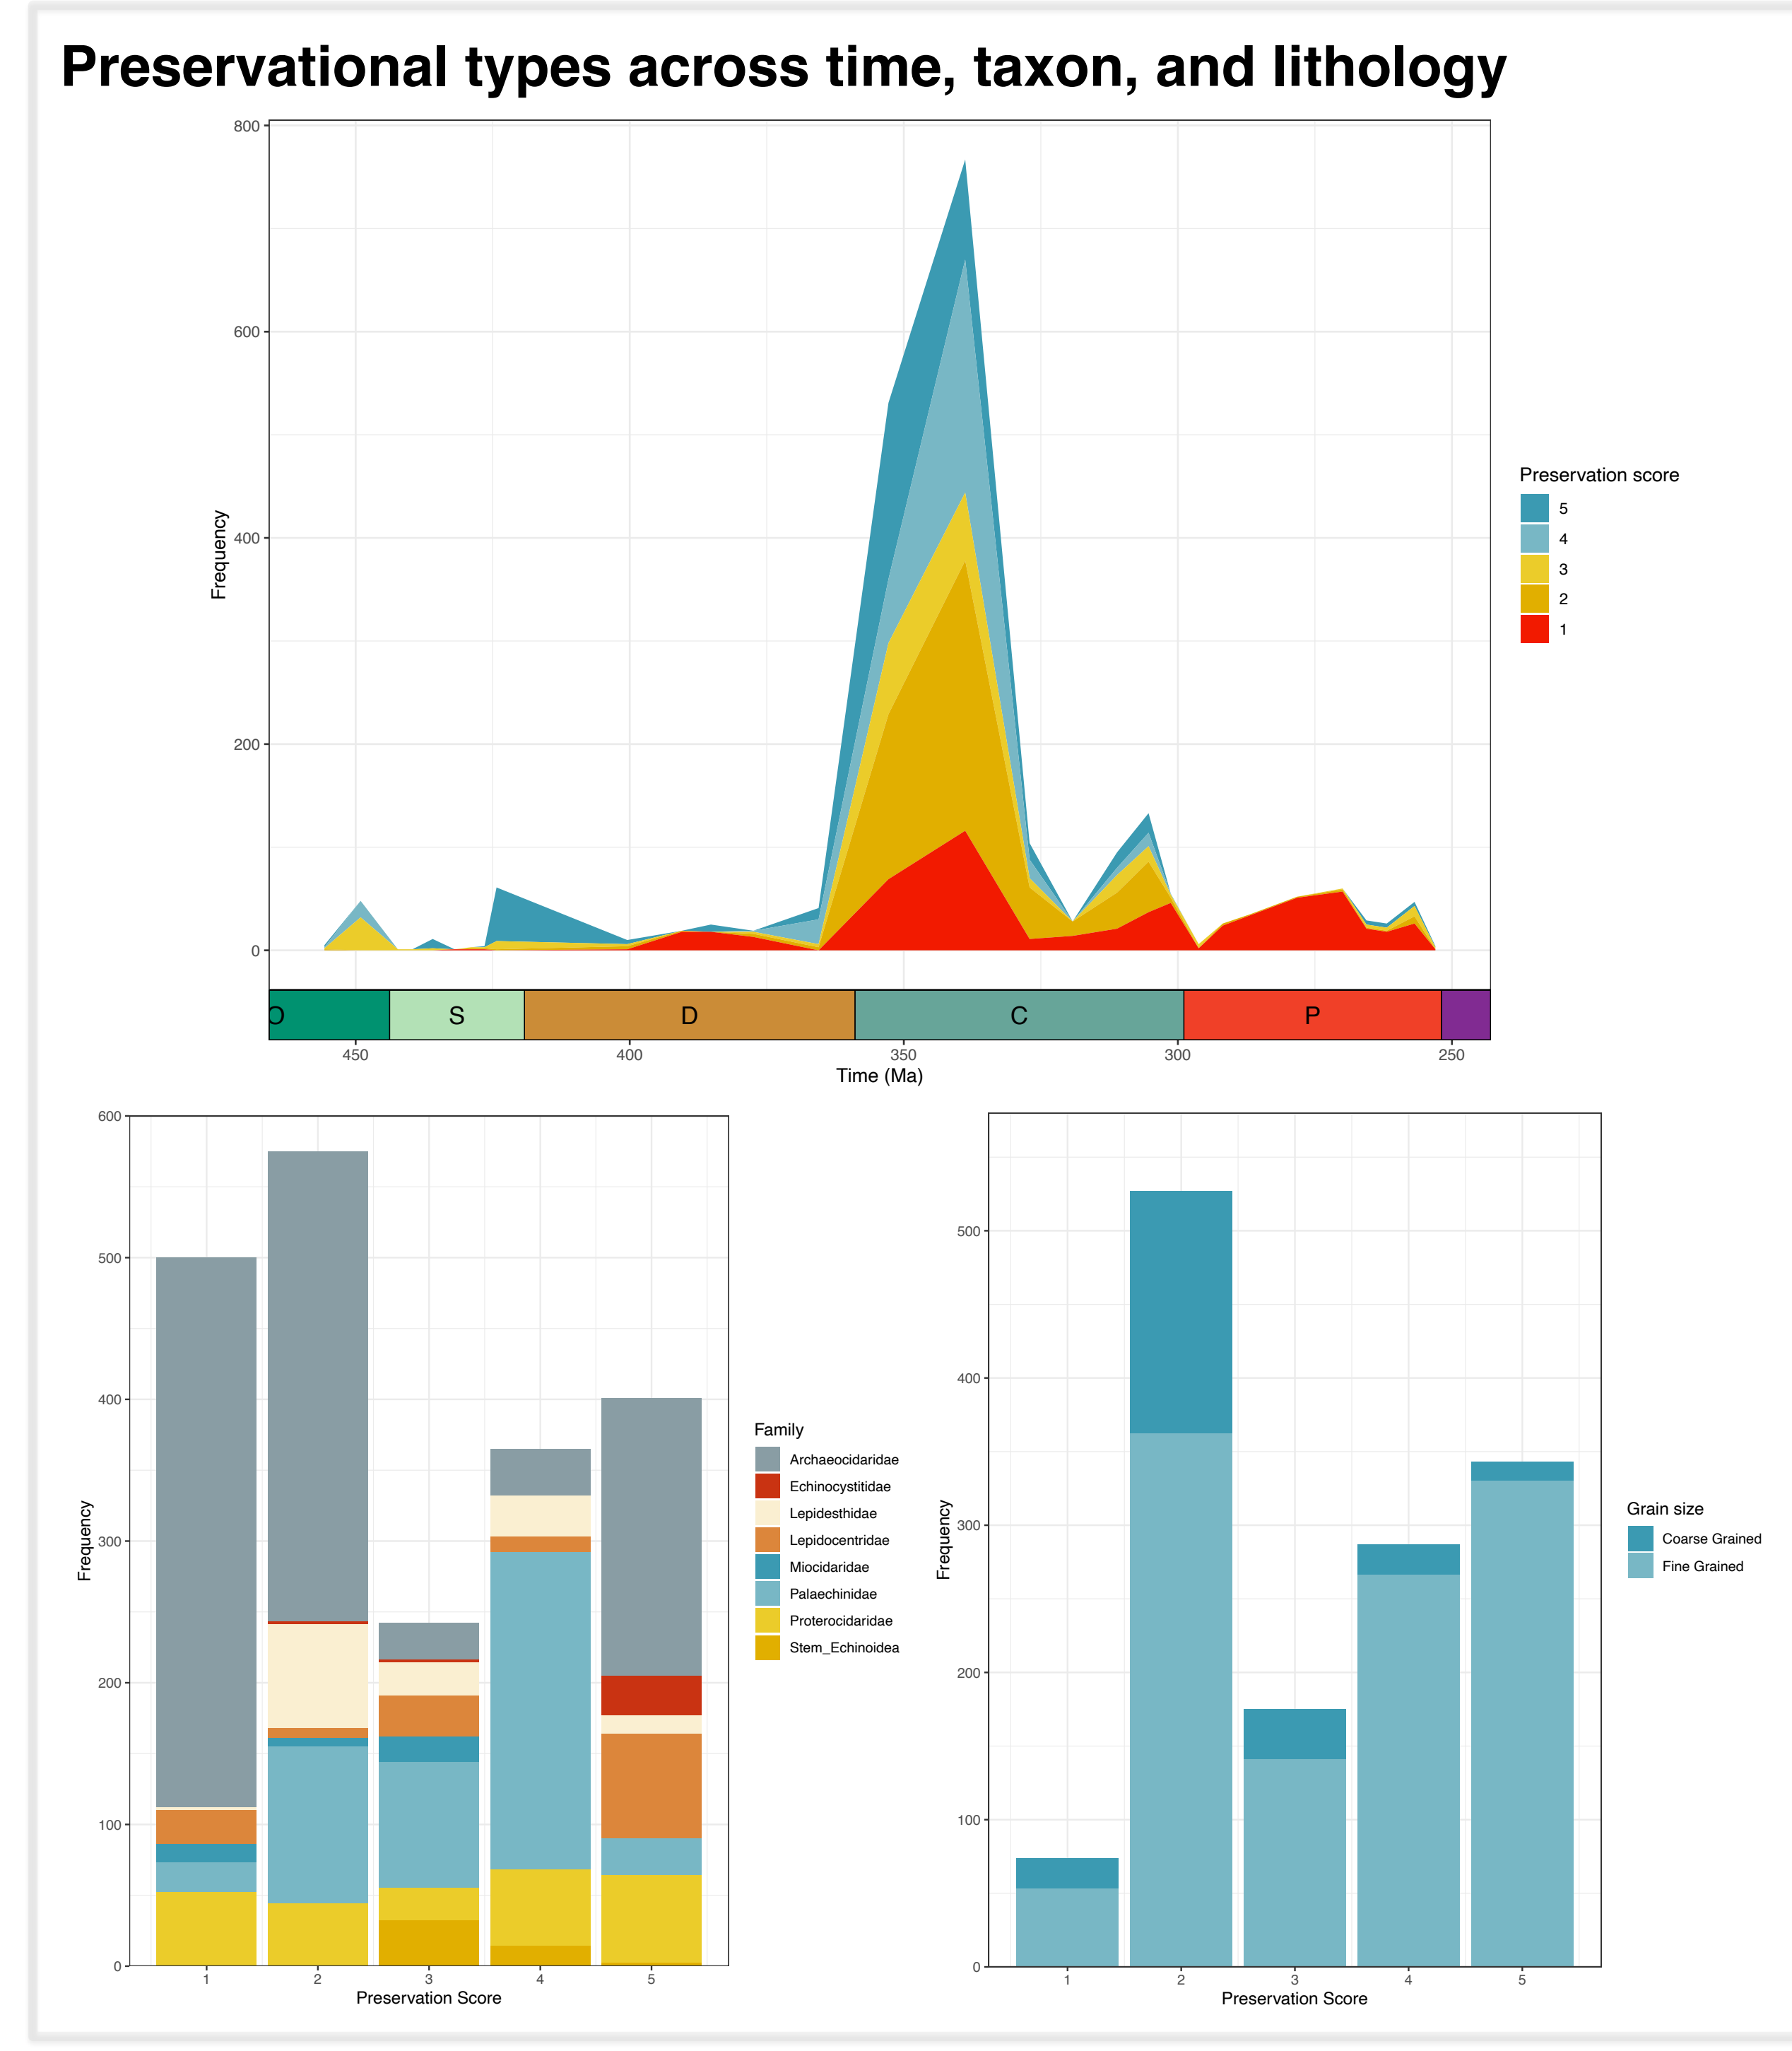 Preservational types across time, taxon, and lithology
800
600
400
200
0
Frequency
O S D C P
450 400 350 300 250
Time (Ma)
Preservation score
5
4
3
2
1
600
500
400
300
200
100
0
Frequency
1 2 3 4 5
Preservation Score
Family
Archaeocidaridae
Echinocystitidae
Lepidesthidae
Lepidocentridae
Miocidaridae
Palaechinidae
Proterocidaridae
Stem_Echinoidea
500
400
300
200
100
0
Frequency
1 2 3 4 5
Preservation Score
Grain size
Coarse Grained
Fine Grained